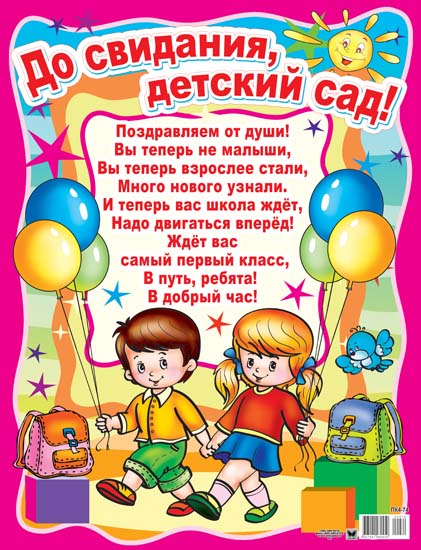 До свидания,
детский сад!
Поздравляем от души!
Вы теперь не малыши,
Вы теперь взрослее стали,
Много нового узнали.
И теперь вас школа ждёт,
Надо двигаться вперёд!
Ждёт вас
самый первый класс,
В путь, ребята!
В добрый час!